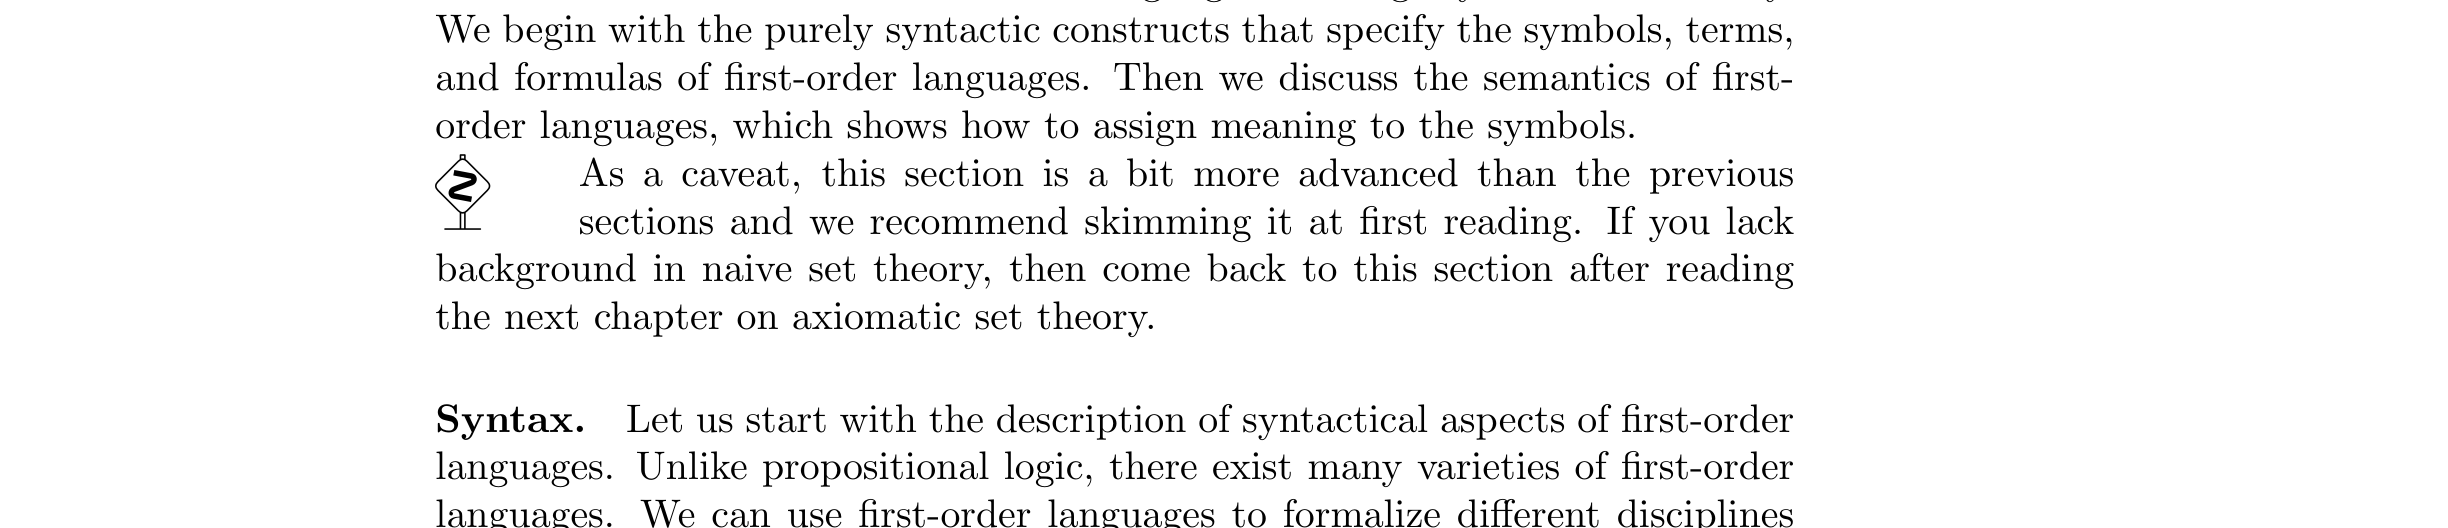 We begin with the purely syntactic constructs that specify the symbols, terms,
and formulas of first-order languages. Then we discuss the semantics of first-
order languages, which shows how to assign meaning to the symbols.
As a caveat, this section is a bit more advanced than the previous
sections and we recommend skimming it at first reading. If you lack
background in naive set theory, then come back to this section after reading
the next chapter on axiomatic set theory.
Syntax. Let us start with the description of syntactical aspects of first-order
languages. Unlike propositional logic, there exist many varieties of first-order
languages. We can use first-order languages to formalize different disciplines